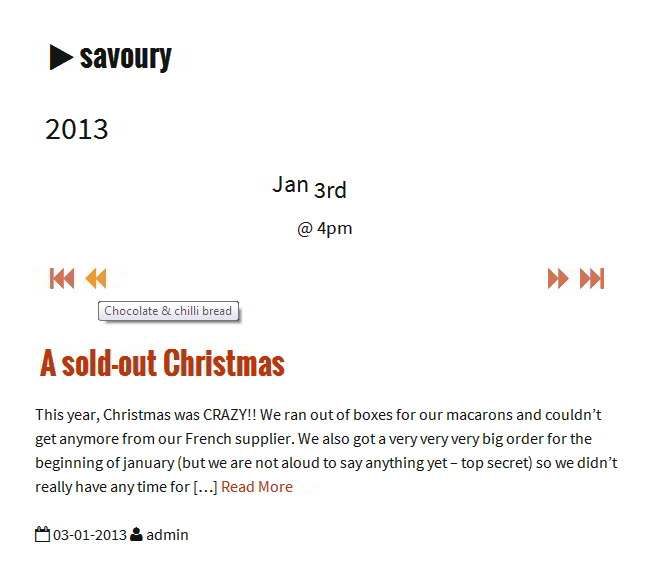 savoury
2013
Jan 3rd
@ 4pm
Chocolate & chilli bread
A sold-out Christmas
This year, Christmas was CRAZY!! We ran out of boxes for our macarons and couldn’t
get anymore from our French supplier. We also got a very very very big order for the
beginning of january (but we are not aloud to say anything yet – top secret) so we didn’t
really have any time for […] Read More
03-01-2013 admin